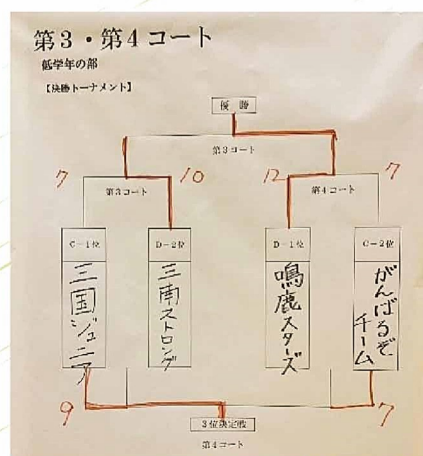 第3・第4コート
低学年の部
【決勝トーナメント】
優勝
第3コート
7 10 12 7
第3コート 第4コート
C-1位 D-2位 D-1位 C-2位
三国ジュニア
三南ストロング
鳴鹿スターズ
がんばるぞチーム
9 7
3位決定戦
第4コート